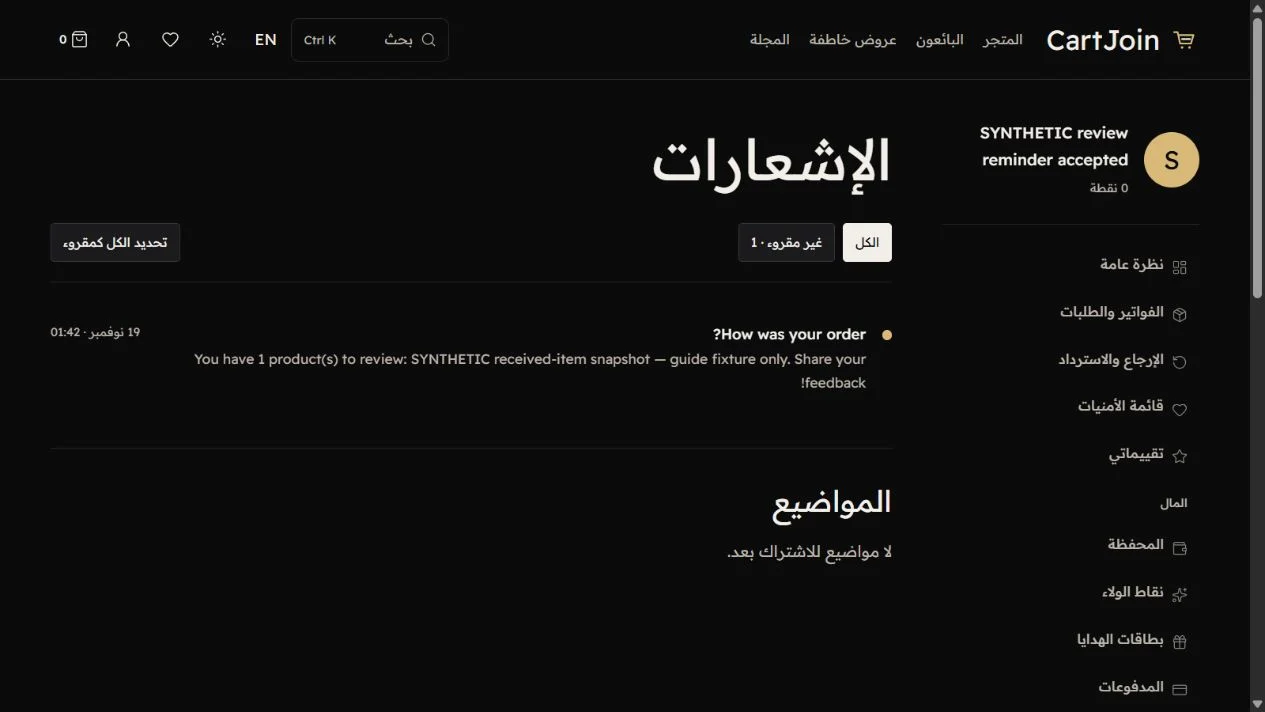 CartJoin
المتجر
البائعون
عروض خاطفة
المجلة
بحث
Ctrl K
EN
0
SYNTHETIC review
reminder accepted
S
0 نقطة
نظرة عامة
الفواتير والطلبات
الإرجاع والاسترداد
قائمة الأمنيات
تقييماتي
المال
المحفظة
نقاط الولاء
بطاقات الهدايا
المدفوعات
الإشعارات
الكل
غير مقروء · 1
تحديد الكل كمقروء
How was your order?
19 نوفمبر · 01:42
You have 1 product(s) to review: SYNTHETIC received-item snapshot — guide fixture only. Share your
feedback!
المواضيع
لا مواضيع للاشتراك بعد.